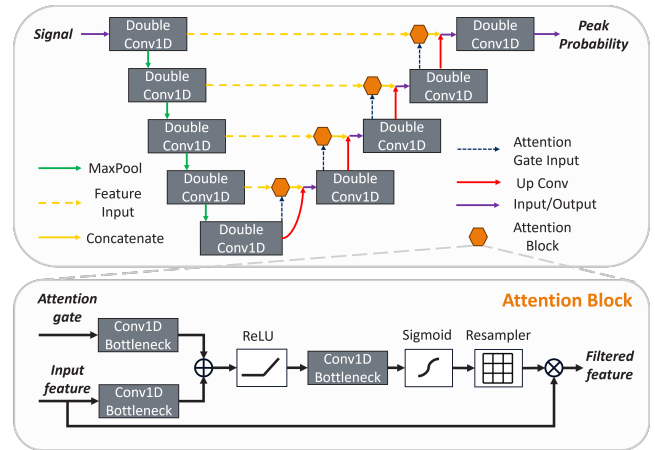 Signal
Double
Conv1D
Double
Conv1D
Peak
Probability
Double
Conv1D
Double
Conv1D
Double
Conv1D
Double
Conv1D
Double
Conv1D
Double
Conv1D
Double
Conv1D
MaxPool
Feature
Input
Concatenate
Attention
Gate Input
Up Conv
Input/Output
Attention
Block
Attention Block
Attention
gate
Conv1D
Bottleneck
Input
feature
Conv1D
Bottleneck
ReLU
Conv1D
Bottleneck
Sigmoid
Resampler
Filtered
feature